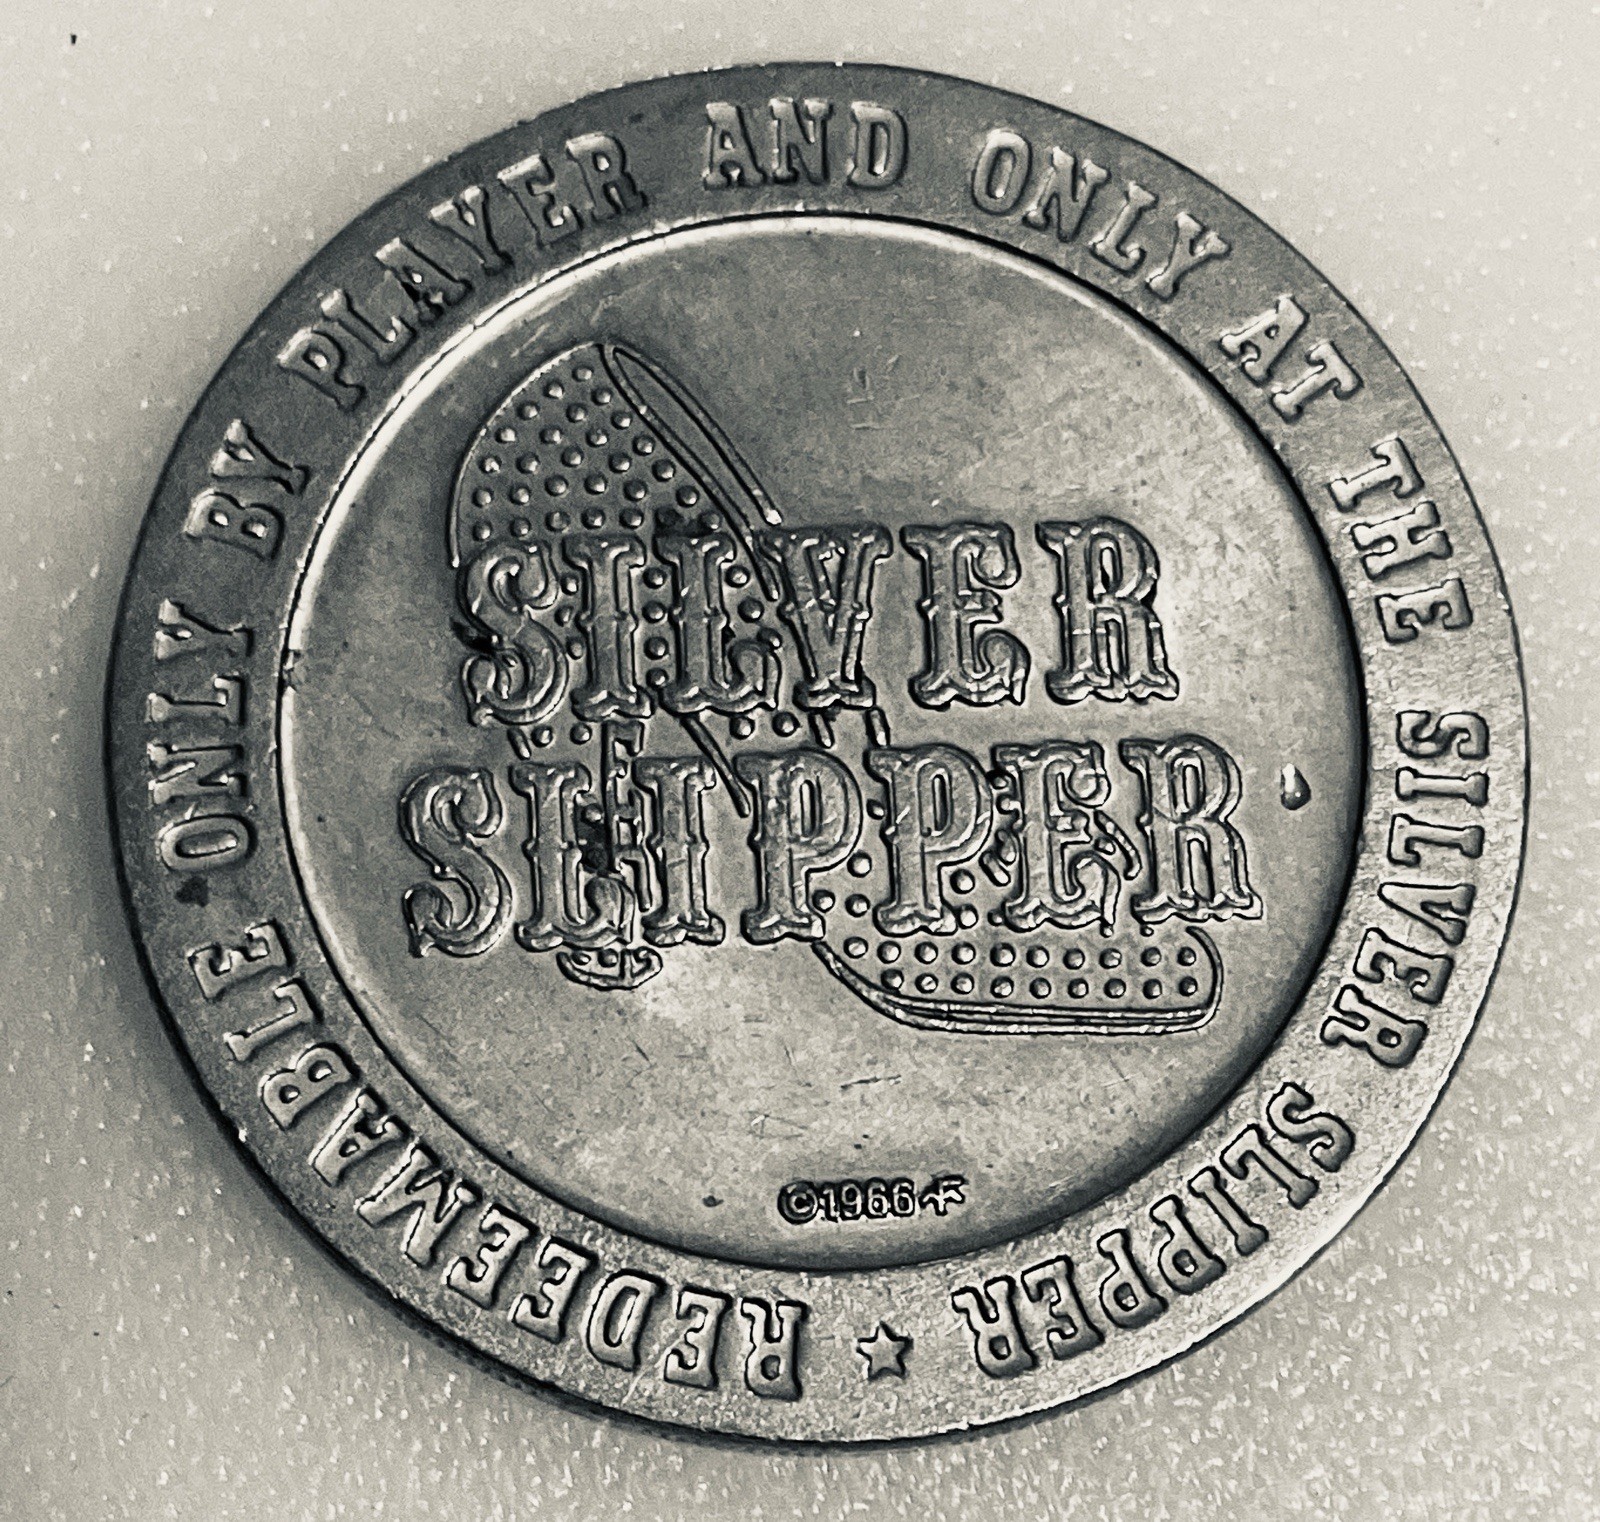 REDEEMABLE ONLY BY PLAYER AND ONLY AT THE SILVER SLIPPER
SILVER
SLIPPER
©1966